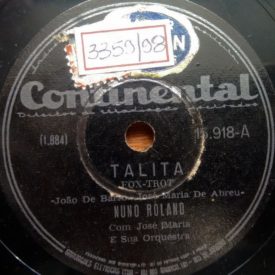 3359/98
N
Continental
(1.884)
15.918-A
TALITA
FOX-TROT
-João De Barro-José Maria De Abreu-
NUNO ROLAND
Com José Maria
E Sua Orquestra